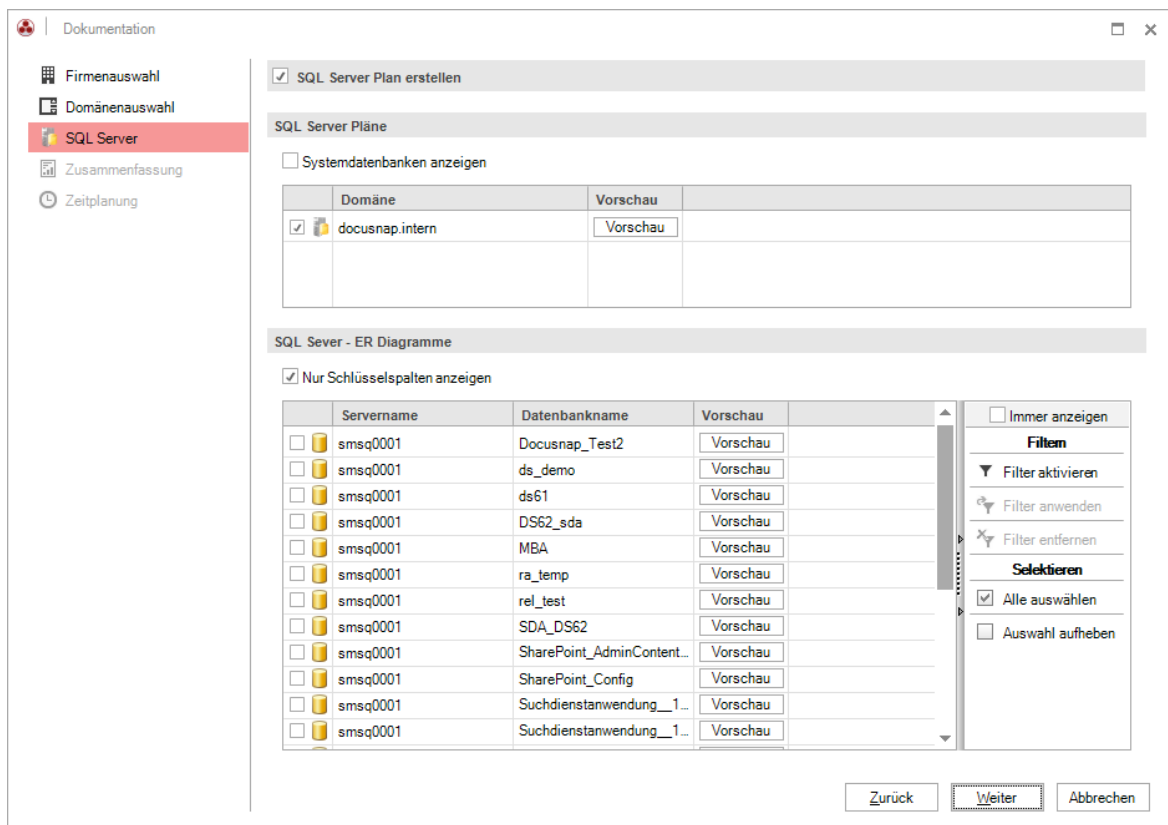 Dokumentation
Firmenauswahl
Domänenauswahl
SQL Server
Zusammenfassung
Zeitplanung
SQL Server Plan erstellen
SQL Server Pläne
Systemdatenbanken anzeigen
Domäne Vorschau
docusnap.intern Vorschau
SQL Sever - ER Diagramme
Nur Schlüsselspalten anzeigen
Servername Datenbankname Vorschau
smsq0001 Docusnap_Test2 Vorschau
smsq0001 ds_demo Vorschau
smsq0001 ds61 Vorschau
smsq0001 DS62_sda Vorschau
smsq0001 MBA Vorschau
smsq0001 ra_temp Vorschau
smsq0001 rel_test Vorschau
smsq0001 SDA_DS62 Vorschau
smsq0001 SharePoint_AdminContent... Vorschau
smsq0001 SharePoint_Config Vorschau
smsq0001 Suchdienstanwendung__1... Vorschau
smsq0001 Suchdienstanwendung__1... Vorschau
Immer anzeigen
Filtern
Filter aktivieren
Filter anwenden
Filter entfernen
Selektieren
Alle auswählen
Auswahl aufheben
Zurück Weiter Abbrechen